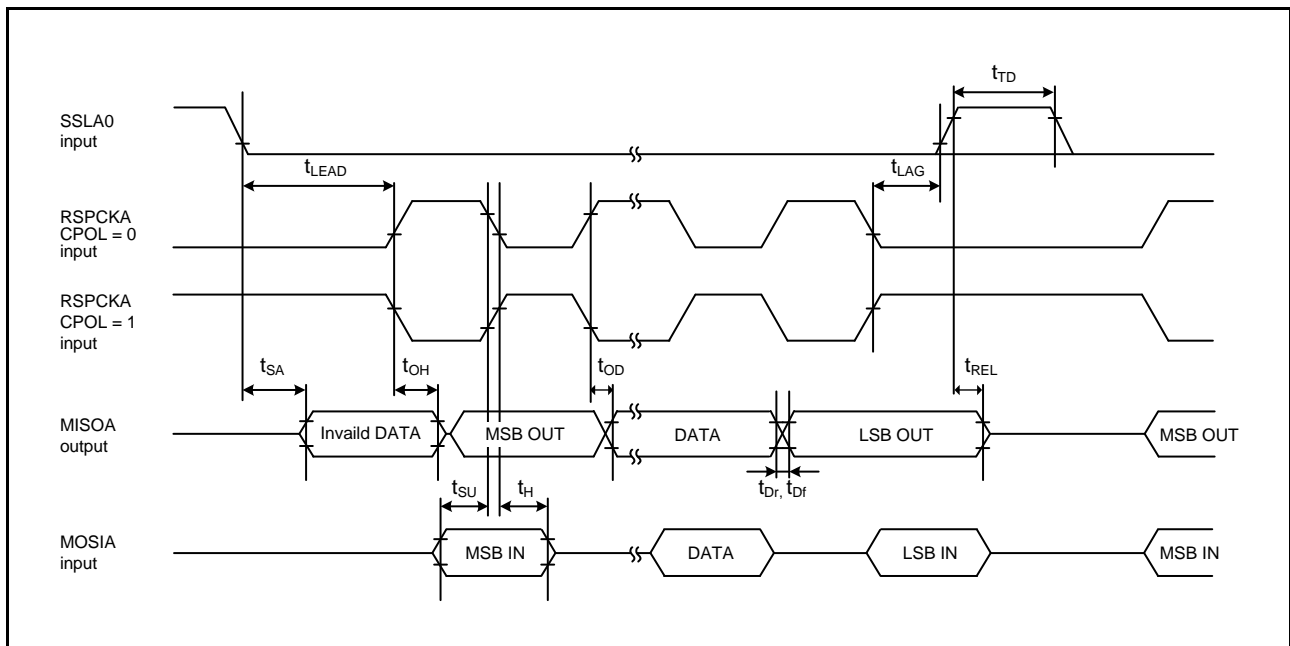 tTD
SSLA0
input
tLEAD
tLAG
RSPCKA
CPOL = 0
input
RSPCKA
CPOL = 1
input
tSA
tOH
tOD
tREL
MISOA
output
Invaild DATA
MSB OUT
DATA
LSB OUT
MSB OUT
tSU
tH
tDr, tDf
MOSIA
input
MSB IN
DATA
LSB IN
MSB IN